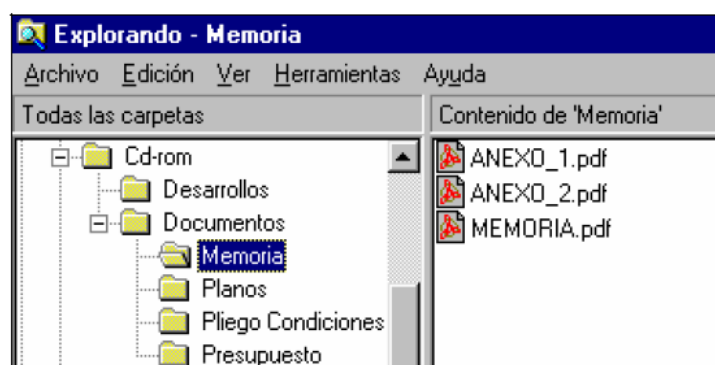 Explorando - Memoria
Archivo Edición Ver Herramientas Ayuda
Todas las carpetas
Contenido de 'Memoria'
Cd-rom
Desarrollos
Documentos
Memoria
Planos
Pliego Condiciones
Presupuesto
ANEXO_1.pdf
ANEXO_2.pdf
MEMORIA.pdf